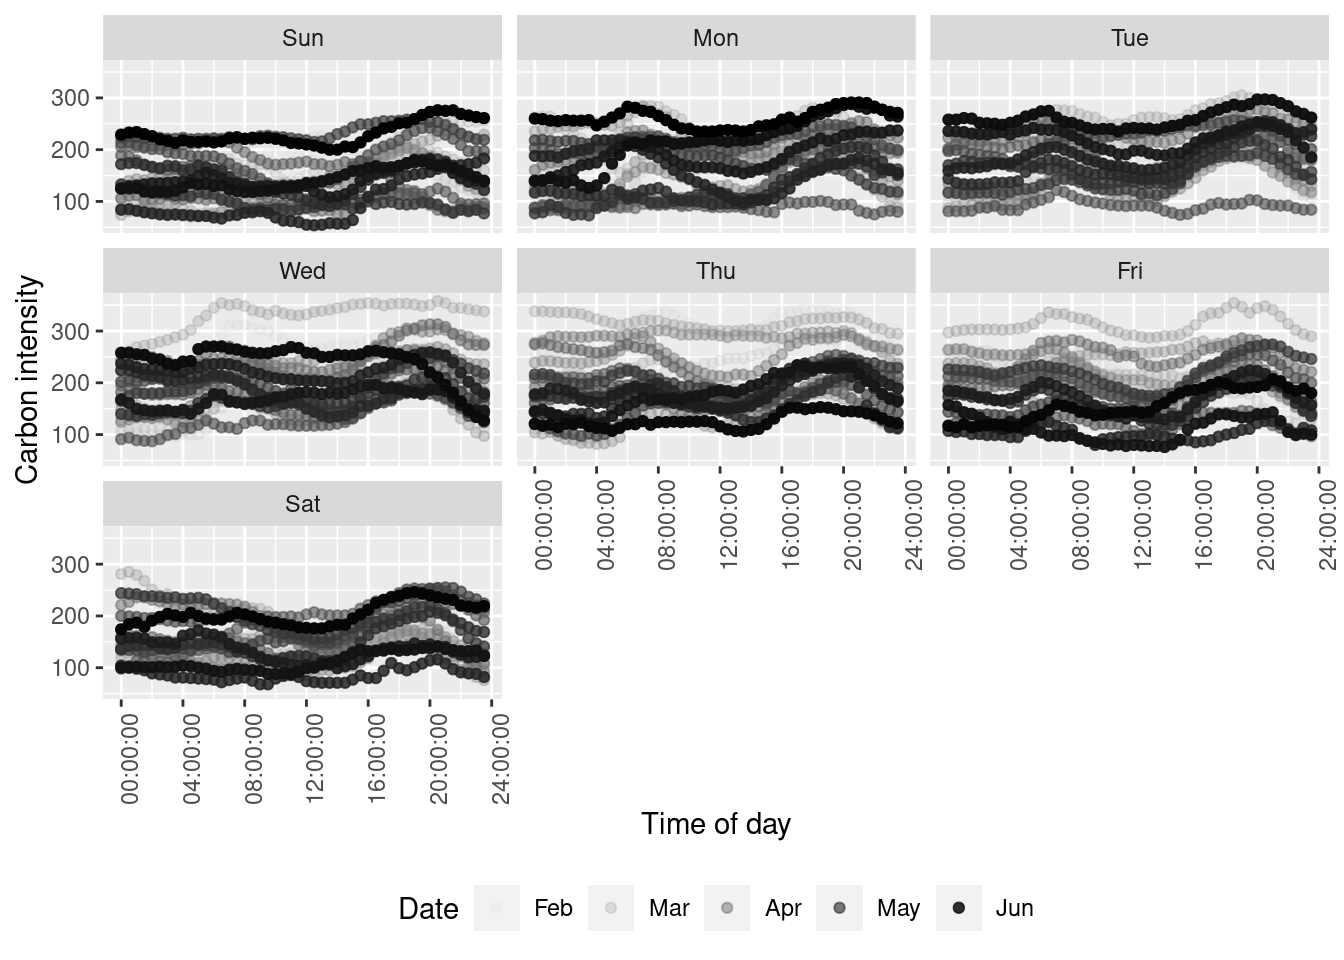 Sun Mon Tue
300
200
100
Wed Thu Fri
300
200
100
Sat
00:00:00 04:00:00 08:00:00 12:00:00 16:00:00 20:00:00 24:00:00 00:00:00 04:00:00 08:00:00 12:00:00 16:00:00 20:00:00 24:00:00
300
200
100
00:00:00 04:00:00 08:00:00 12:00:00 16:00:00 20:00:00 24:00:00
Carbon intensity
Time of day
Date Feb Mar Apr May Jun